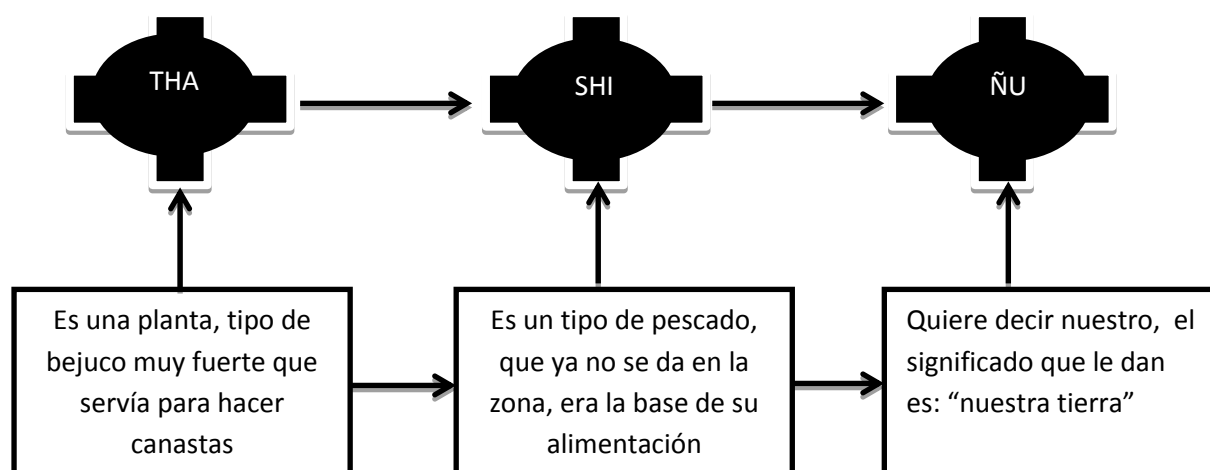 THA
SHI
ÑU
Es una planta, tipo de
bejuco muy fuerte que
servía para hacer
canastas
Es un tipo de pescado,
que ya no se da en la
zona, era la base de su
alimentación
Quiere decir nuestro, el
significado que le dan
es: “nuestra tierra”